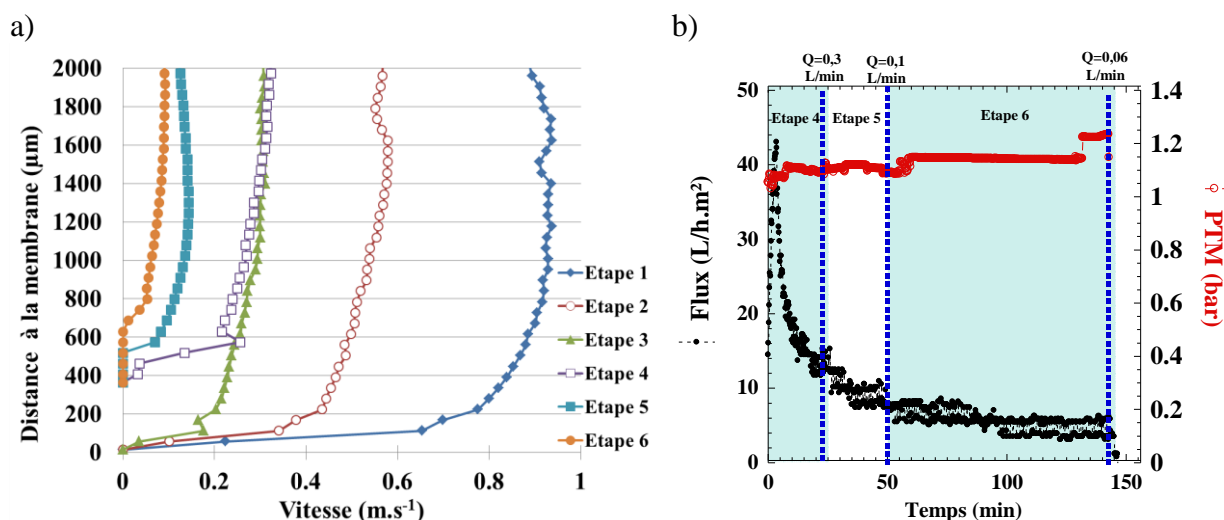 a)
2000
1800
1600
1400
1200
1000
800
600
400
200
0
Distance à la membrane (µm)
0
0.2
0.4
0.6
0.8
1
Vitesse (m.s⁻¹)
Etape 1
Etape 2
Etape 3
Etape 4
Etape 5
Etape 6
b)
Q=0,3
L/min
Q=0,1
L/min
Q=0,06
L/min
Etape 4
Etape 5
Etape 6
50
40
30
20
10
0
Flux (L/h.m²)
0
50
100
150
Temps (min)
1.4
1.2
1
0.8
0.6
0.4
0.2
0
PTM (bar)